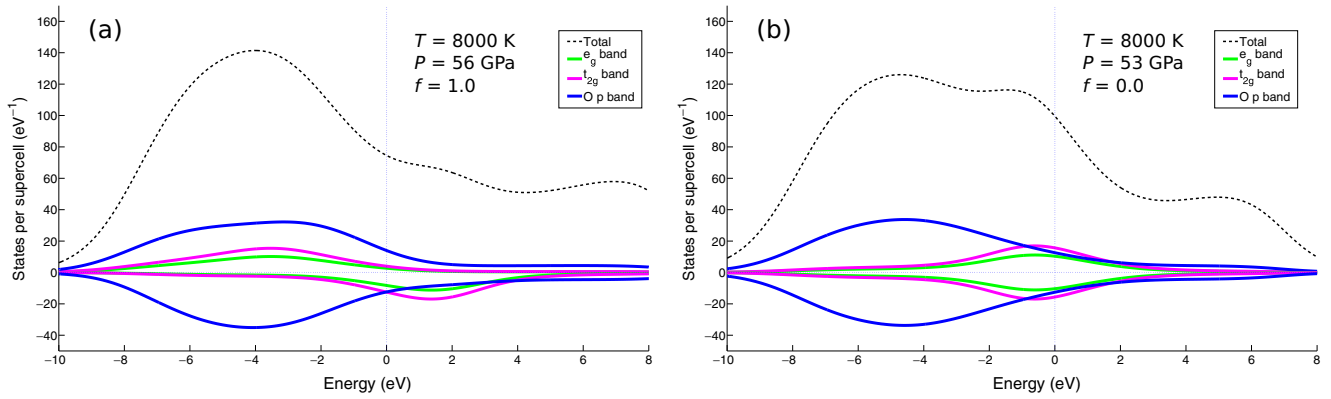 (a)
T = 8000 K
P = 56 GPa
f = 1.0
Total
e_g band
t_2g band
O p band
States per supercell (eV⁻¹)
160
140
120
100
80
60
40
20
0
−20
−40
−10
−8
−6
−4
−2
0
2
4
6
8
Energy (eV)
(b)
T = 8000 K
P = 53 GPa
f = 0.0
Total
e_g band
t_2g band
O p band
States per supercell (eV⁻¹)
160
140
120
100
80
60
40
20
0
−20
−40
−10
−8
−6
−4
−2
0
2
4
6
8
Energy (eV)